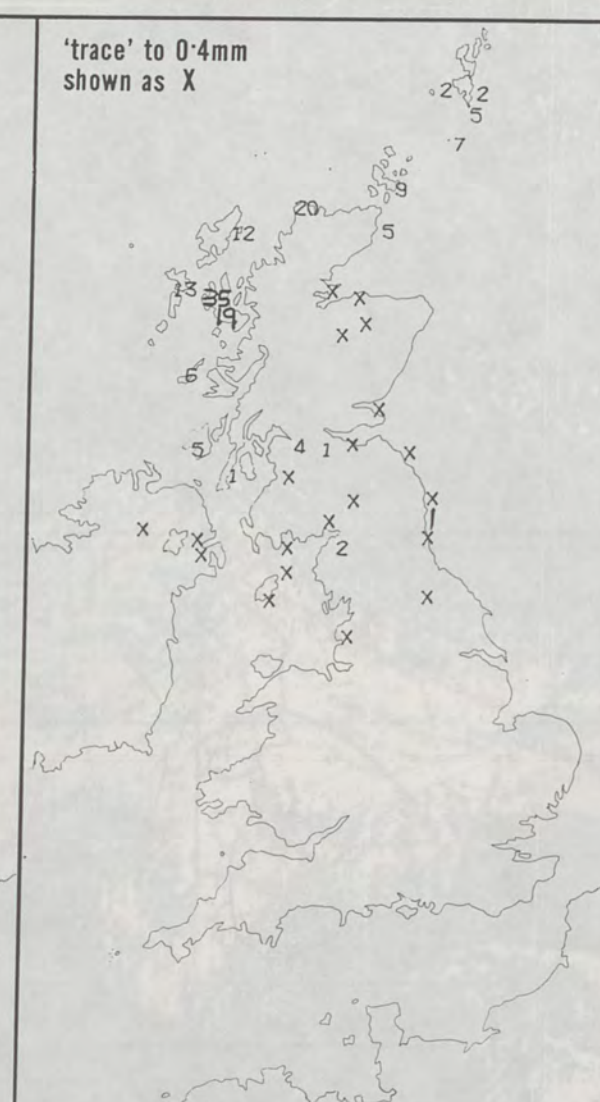 'trace' to 0·4mm
shown as X
2 2
5
7
9
20
12 5
13 35 X X
19 X
X
6
X
5 4 1 X X
1 X
X X
X X 1
X X 2 X
X
X X X
X